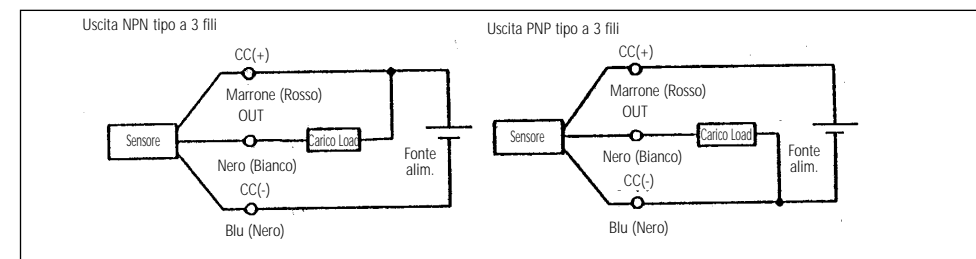 Uscita NPN tipo a 3 fili
CC(+)
Marrone (Rosso)
OUT
Sensore
Carico Load
Nero (Bianco)
Fonte
alim.
CC(-)
Blu (Nero)
Uscita PNP tipo a 3 fili
CC(+)
Marrone (Rosso)
OUT
Sensore
Carico Load
Nero (Bianco)
Fonte
alim.
CC(-)
Blu (Nero)